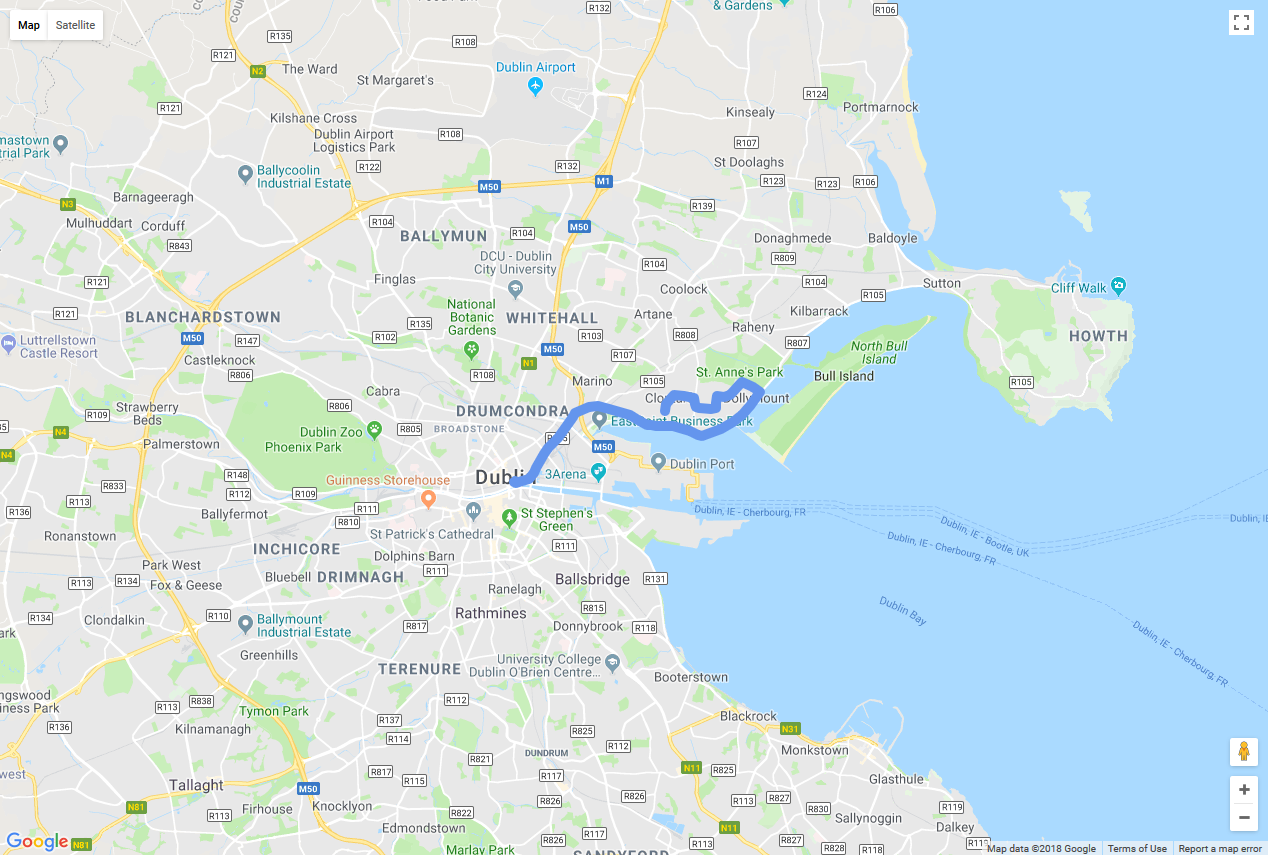 Map
Satellite
R132
& Gardens
R106
R135
R108
R121
N2
The Ward
Dublin Airport
St Margaret's
R121
R124
Portmarnock
Kinsealy
Kilshane Cross
Dublin Airport
Logistics Park
R108
R107
mastown
trial Park
R132
St Doolaghs
R122
Ballycoolin
Industrial Estate
M50
M1
R123
R123
R106
Barnageeragh
N3
R139
Mulhuddart
Corduff
R104
M50
BALLYMUN
R104
Donaghmede
Baldoyle
R843
DCU - Dublin
City University
R809
R104
Finglas
R121
Coolock
R104
Sutton
Cliff Walk
R105
National
Botanic
Gardens
R121
BLANCHARDSTOWN
WHITEHALL
Artane
Kilbarrack
R135
Raheny
R103
R808
HOWTH
M50
R147
R102
Luttrellstown
Castle Resort
R807
North Bull
Island
M50
R107
Castleknock
N1
R806
R108
St. Anne's Park
Bull Island
Marino
R105
R105
Cabra
Strawberry
Beds
R806
R109
DRUMCONDRA
Eastpoint Business Park
N4
Dublin Zoo
Phoenix Park
R805
BROADSTONE
Palmerstown
M50
N4
Dublin Port
3Arena
R148
Dublin
Guinness Storehouse
R833
R112
R109
R113
R111
R136
Ballyfermot
R810
St Patrick's Cathedral
St Stephen's
Green
Dublin, IE - Cherbourg, FR
Dublin, IE - Bootle, UK
Dublin, IE - Cherbourg, FR
Ronanstown
INCHICORE
Dolphins Barn
R111
Park West
R111
Fox & Geese
Bluebell
DRIMNAGH
R113
R134
Ballsbridge
R131
Ranelagh
R815
Rathmines
Dublin Bay
R134
Clondalkin
R110
Ballymount
Industrial Estate
R817
Donnybrook
R118
Dublin, IE - Cherbourg, FR
Greenhills
TERENURE
University College
Dublin O'Brien Centre...
Booterstown
R838
R113
R112
Tymon Park
R137
Blackrock
R136
Kilnamanagh
R114
R825
N31
R112
Monkstown
DUNDRUM
R821
R817
R115
R117
N11
R825
Tallaght
M50
Glasthule
R826
R826
R113
R827
N81
Knocklyon
R119
Firhouse
R113
R822
R830
Sallynoggin
Edmondstown
R117
N11
Dalkey
R826
R113
R828
Marlay Park
SANDYFORD
N81
Google
Map data ©2018 Google
Terms of Use
Report a map error